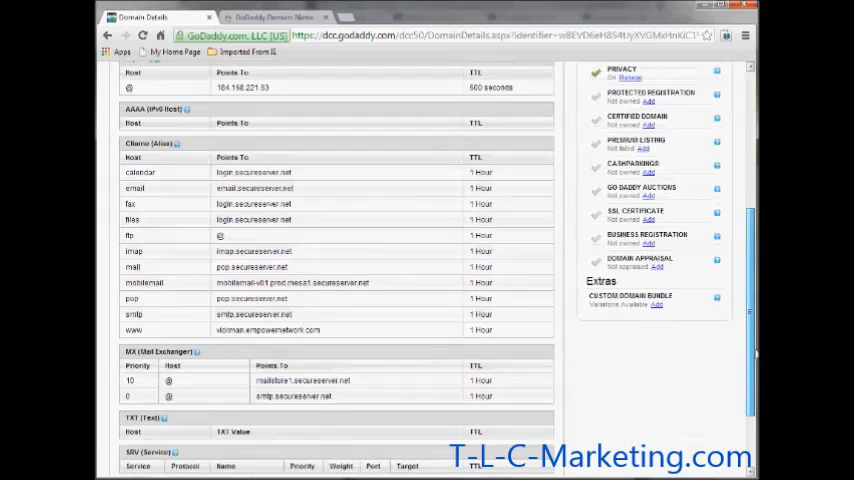 Domain Details
GoDaddy Domain Name
GoDaddy.com, LLC [US]
https://dcc.godaddy.com/dcc50/DomainDetails.aspx?identifier=
Apps My Home Page Imported From IE
Host Points To TTL
@ 184.168.221.63 600 seconds
AAAA (IPv6 Host)
Host Points To TTL
CName (Alias)
Host Points To TTL
calendar login.secureserver.net 1 Hour
email email.secureserver.net 1 Hour
fax login.secureserver.net 1 Hour
files login.secureserver.net 1 Hour
ftp @ 1 Hour
imap imap.secureserver.net 1 Hour
mail pop.secureserver.net 1 Hour
mobilemail mobilemail-v01.prod.mesa1.secureserver.net 1 Hour
pop pop.secureserver.net 1 Hour
smtp smtp.secureserver.net 1 Hour
www vickman.empowernetwork.com 1 Hour
MX (Mail Exchanger)
Priority Host Points To TTL
10 @ mailstore1.secureserver.net 1 Hour
0 @ smtp.secureserver.net 1 Hour
TXT (Text)
Host TXT Value TTL
SRV (Service)
Service Protocol Name Priority Weight Port Target
PRIVACY
On Manage
PROTECTED REGISTRATION
Not owned Add
CERTIFIED DOMAIN
Not owned Add
PREMIUM LISTING
Not listed Add
CASHPARKING®
Not owned Add
GO DADDY AUCTIONS
Not owned Add
SSL CERTIFICATE
Not owned Add
BUSINESS REGISTRATION
Not owned Add
DOMAIN APPRAISAL
Not appraised Add
Extras
CUSTOM DOMAIN BUNDLE
Variations Available Add
T-L-C-Marketing.com